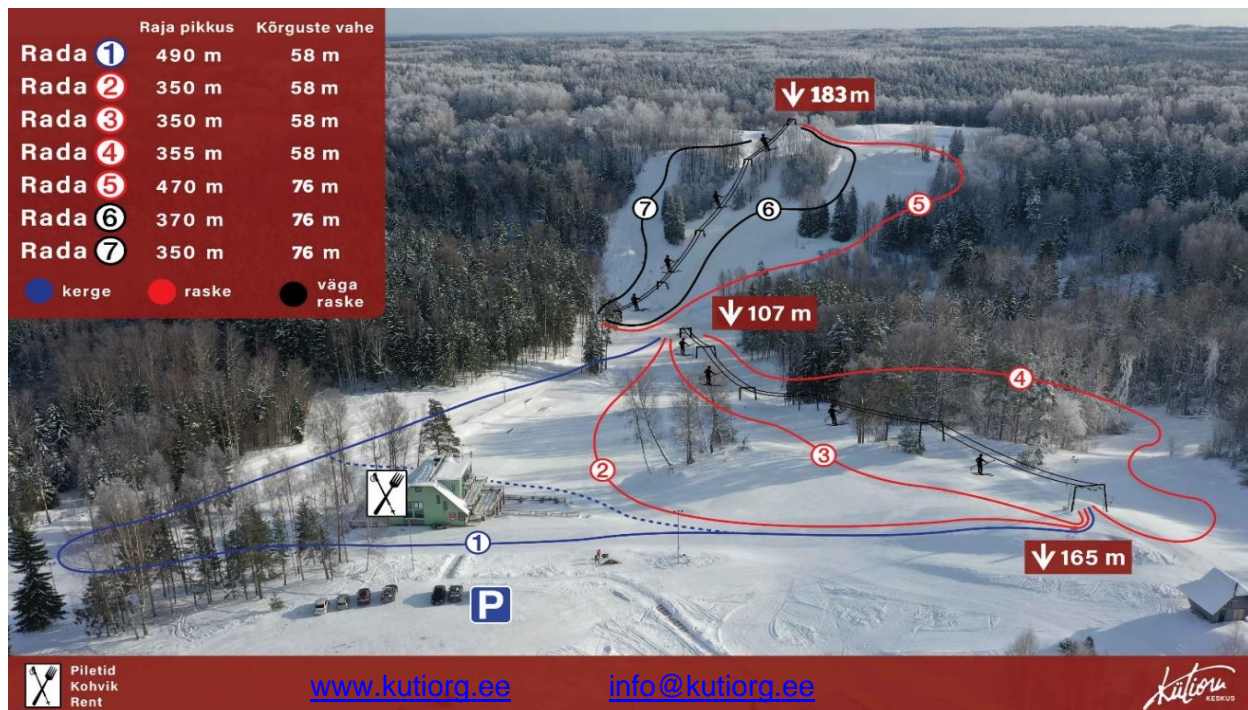 Raja pikkus Kõrguste vahe
Rada 1 490 m 58 m
Rada 2 350 m 58 m
Rada 3 350 m 58 m
Rada 4 355 m 58 m
Rada 5 470 m 76 m
Rada 6 370 m 76 m
Rada 7 350 m 76 m
kerge raske väga
raske
183 m
7
6
5
107 m
4
3
2
1
165 m
P
Piletid
Kohvik
Rent
www.kutiorg.ee info@kutiorg.ee
Kütioru
KESKUS